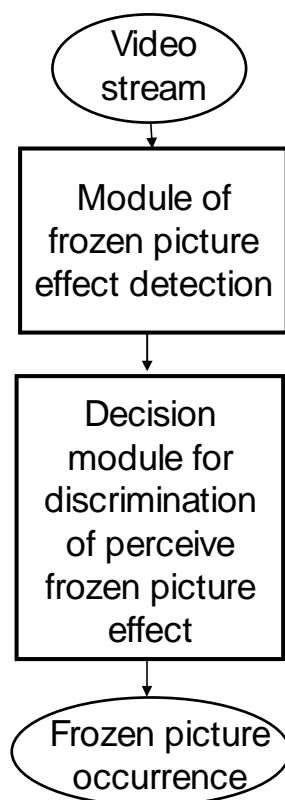 Video
stream
Module of
frozen picture
effect detection
Decision
module for
discrimination
of perceive
frozen picture
effect
Frozen picture
occurrence